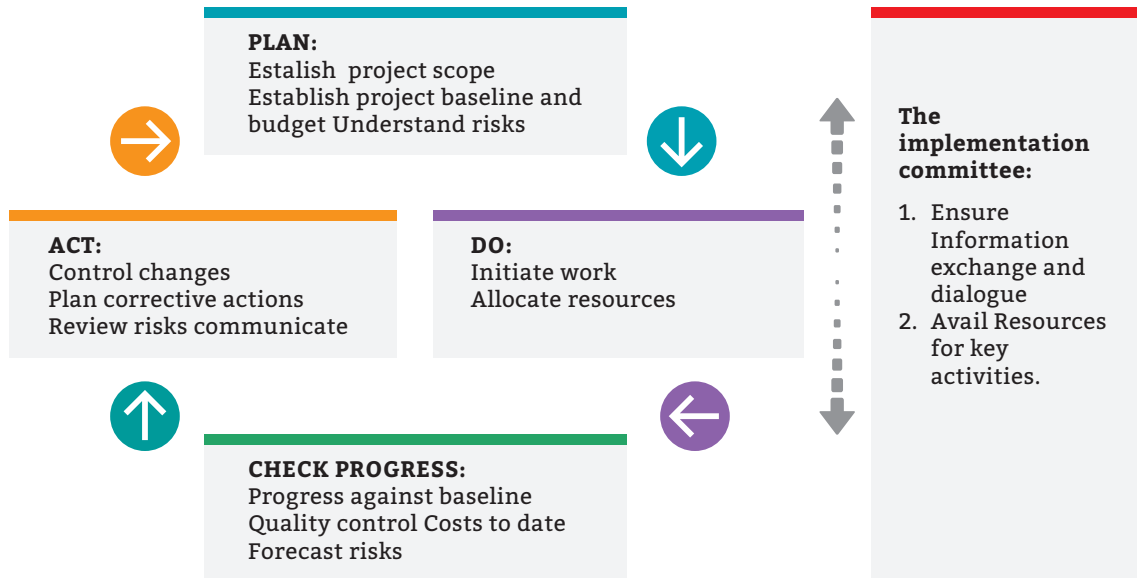 PLAN:
Estalish project scope
Establish project baseline and
budget Understand risks
ACT:
Control changes
Plan corrective actions
Review risks communicate
DO:
Initiate work
Allocate resources
CHECK PROGRESS:
Progress against baseline
Quality control Costs to date
Forecast risks
The
implementation
committee:
1. Ensure
Information
exchange and
dialogue
2. Avail Resources
for key
activities.